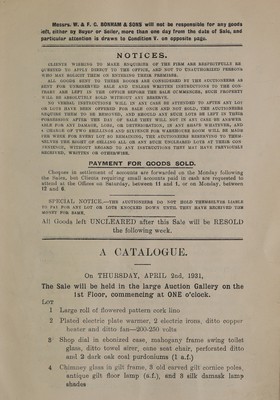 Messrs. W. & F. C. BONHAM & SONS will not be responsible for any goods
left, either by Buyer or Seller, more than one day from the date of Sale, and
particular attention is drawn to Condition V. on opposite page.
NOTICES.
CLIENTS WISHING TO MAKE ENQUIRIES OF THE FIRM ARE RESPECTFULLY RE
QUESTED TO APPLY DIRECT TO THE OFFICE, AND NOT TO UNAUTHORIZED PERSONS
WHO MAY SOLICIT THEM ON ENTERING THEIR PREMISES.
ALL GOODS SENT TO THESE ROOMS ARE CONSIDERED BY THE AUCTIONEERS AS
SENT FOR UNRESERVED SALE AND UNLESS WRITTEN INSTRUCTIONS TO THE CON-
TRARY ARE LEFT IN THE OFFICE BEFORE THE SALE COMMENCES, SUCH PROPERTY
WILL BE ABSOLUTELY SOLD WITHOUT RESERVE.
NO VERBAL INSTRUCTIONS WILL IN ANY CASE BE ATTENDED TO AFTER ANY LOT
OR LOTS HAVE BEEN OFFERED FOR SALE ONCE AND NOT SOLD, THE AUCTIONEERS
REQUIRE THEM TO BE REMOVED, AND SHOULD ANY SUCH LOTS BE LEFT IN THEIR
WAREHOUSES AFTER THE DAY OF SALE THEY WILL NOT IN ANY CASE BE ANSWER-
ABLE FOR ANY DAMAGE, LOSS, OR DETENTION, IN ANY SHAPE WHATEVER, AND
A CHARGE OF TWO SHILLINGS AND SIXPENCE FOR WAREHOUSE ROOM WILL BE MADE
PER WEEK FOR EVERY LOT SO REMAINING, THE AUCTIONEERS RESERVING TO THEM-
SELVES THE RIGHT OF SELLING ALL OR ANY SUCH UNCLEARED LOTS AT THEIR CON-
VENIENCE, WITHOUT REGARD TO ANY INSTRUCTIONS THEY MAY HAVE PREVIOUSLY
RECEIVED, WRITTEN OR OTHERWISE.
PAYMENT FOR GOODS SOLD.
Cheques in settlement of accounts are forwarded on the Monday following
the Sales, but Clients requiring small accounts paid in cash are requested to
attend at the Offices on Saturday, between 11 and 1, or on Monday, between
12 and 6.
SPECIAL NOTICE.—THE AUCTIONEERS DO NOT HOLD THEMSELVES LIABLE
TO PAY FOR ANY LOT OR LOTS KNOCKED DOWN UNTIL THEY HAVE RECEIVED THE
MONEY FOR SAME.
All Goods left UNCLEARED after this Sale will be RESOLD
the following week.
A CATALOGUE.
On THURSDAY, APRIL 2nd, 1931,
The Sale will be held in the large Auction Gallery on the
1st Floor, commencing at ONE o'clock.
LOT
1 Large roll of flowered pattern cork lino
2 Plated electric plate warmer, 2 electric irons, ditto copper
heater and ditto fan—200-250 volts
3 Shop dial in ebonized case, mahogany frame swing toilet
glass, ditto towel airer, cane seat chair, perforated ditto
and 2 dark oak coal purdoniums (1 a.f.)
4 Chimney glass in gilt frame, 3 old carved gilt cornice poles,
antique gilt floor lamp (a.f.), and 3 silk damask lamp
shades